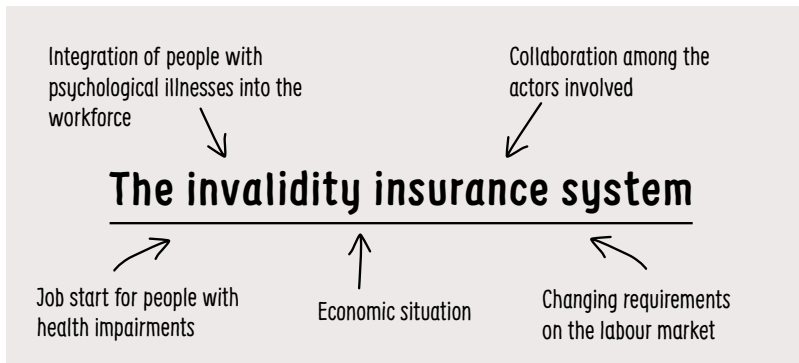 Integration of people with
psychological illnesses into the
workforce
Collaboration among the
actors involved
The invalidity insurance system
Job start for people with
health impairments
Economic situation
Changing requirements
on the labour market